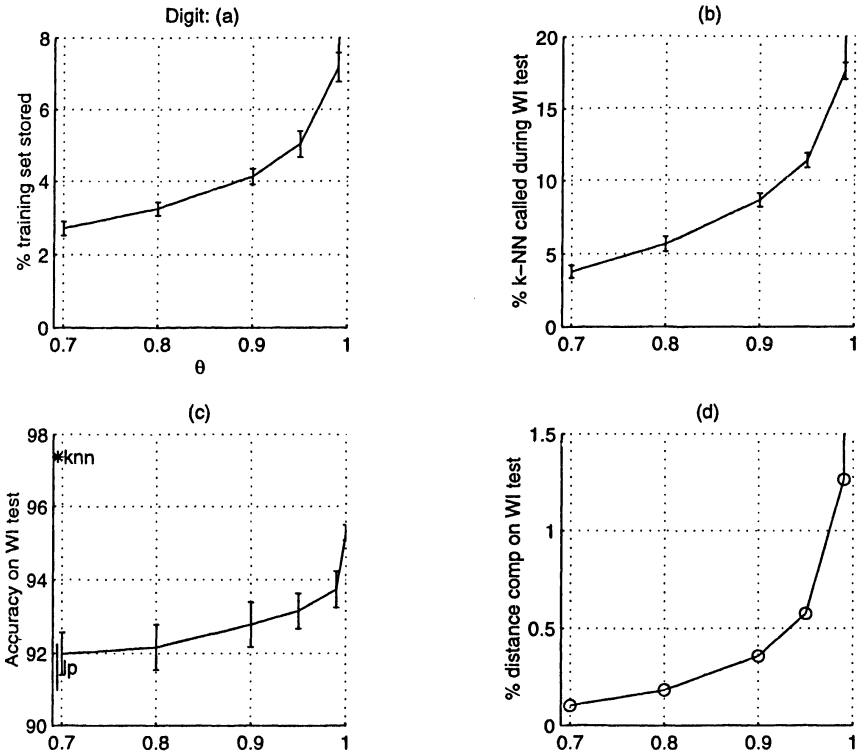 Digit: (a)
% training set stored
8
6
4
2
0
0.7 0.8 0.9 1
θ
(b)
% k-NN called during WI test
20
15
10
5
0
0.7 0.8 0.9 1
(c)
Accuracy on WI test
98
96
94
92
90
knn
lp
0.7 0.8 0.9 1
(d)
% distance comp on WI test
1.5
1
0.5
0
0.7 0.8 0.9 1